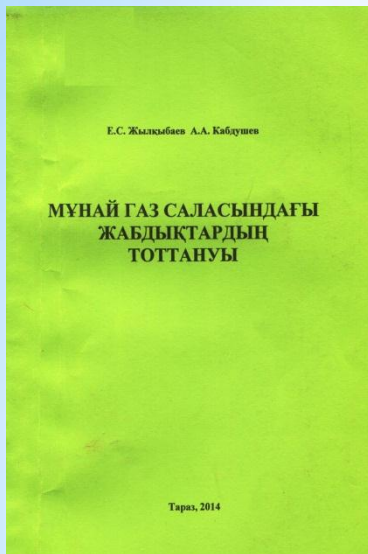 Е.С. Жылқыбаев А.А. Кабдушев
МҰНАЙ ГАЗ САЛАСЫНДАҒЫ
ЖАБДЫҚТАРДЫҢ
ТОТТАНУЫ
Тараз, 2014